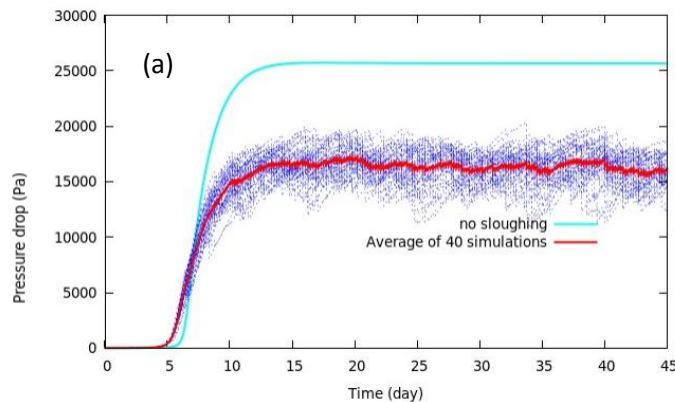 30000
25000
20000
15000
10000
5000
0
Pressure drop (Pa)
(a)
no sloughing
Average of 40 simulations
0 5 10 15 20 25 30 35 40 45
Time (day)